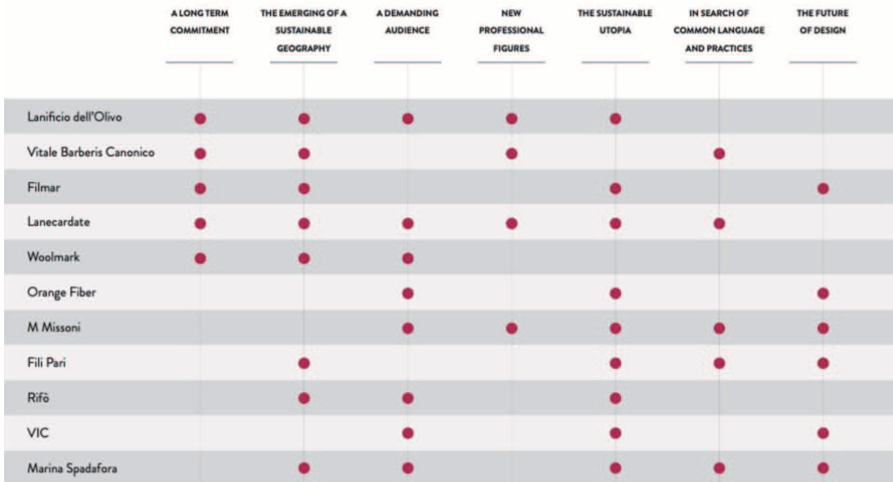 A LONG TERM
COMMITMENT
THE EMERGING OF A
SUSTAINABLE
GEOGRAPHY
A DEMANDING
AUDIENCE
NEW
PROFESSIONAL
FIGURES
THE SUSTAINABLE
UTOPIA
IN SEARCH OF
COMMON LANGUAGE
AND PRACTICES
THE FUTURE
OF DESIGN
Lanificio dell'Olivo
Vitale Barberis Canonico
Filmar
Lanecardate
Woolmark
Orange Fiber
M Missoni
Fili Pari
Rifò
VIC
Marina Spadafora